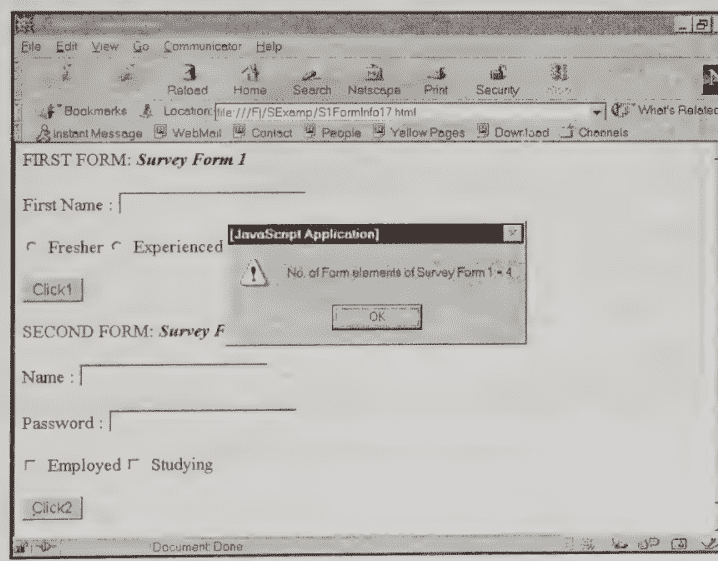 File Edit View Go Communicator Help
Reload Home Search Netscape Print Security
Bookmarks Location: file:///F|/SExamp/S1FormInfo17.html What's Related
Instant Message WebMail Contact People Yellow Pages Download Channels
FIRST FORM: Survey Form 1
First Name :
Fresher Experienced
[JavaScript Application]
No. of Form elements of Survey Form 1 = 4
OK
Click1
SECOND FORM: Survey F
Name :
Password :
Employed Studying
Click2
Document: Done